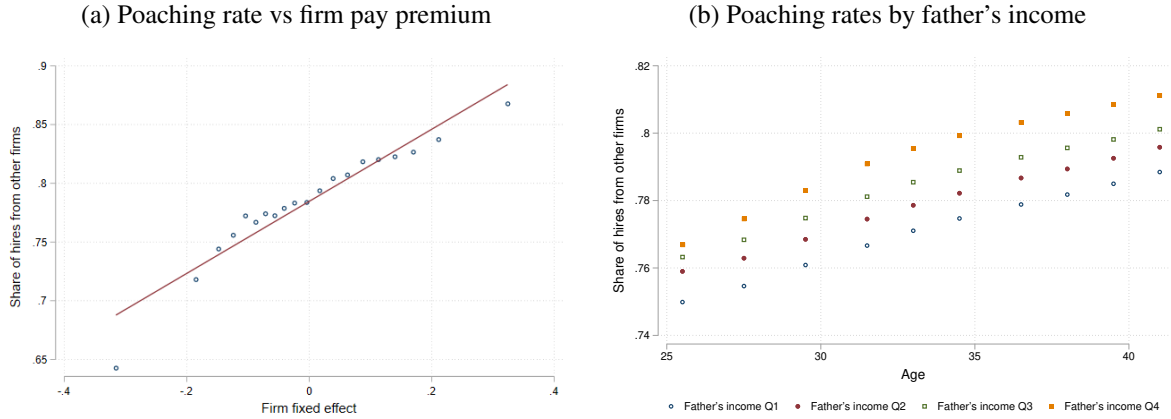 (a) Poaching rate vs firm pay premium
Share of hires from other firms
.9
.85
.8
.75
.7
.65
-.4
-.2
0
.2
.4
Firm fixed effect
(b) Poaching rates by father's income
Share of hires from other firms
.82
.8
.78
.76
.74
25
30
35
40
Age
Father's income Q1 Father's income Q2 Father's income Q3 Father's income Q4